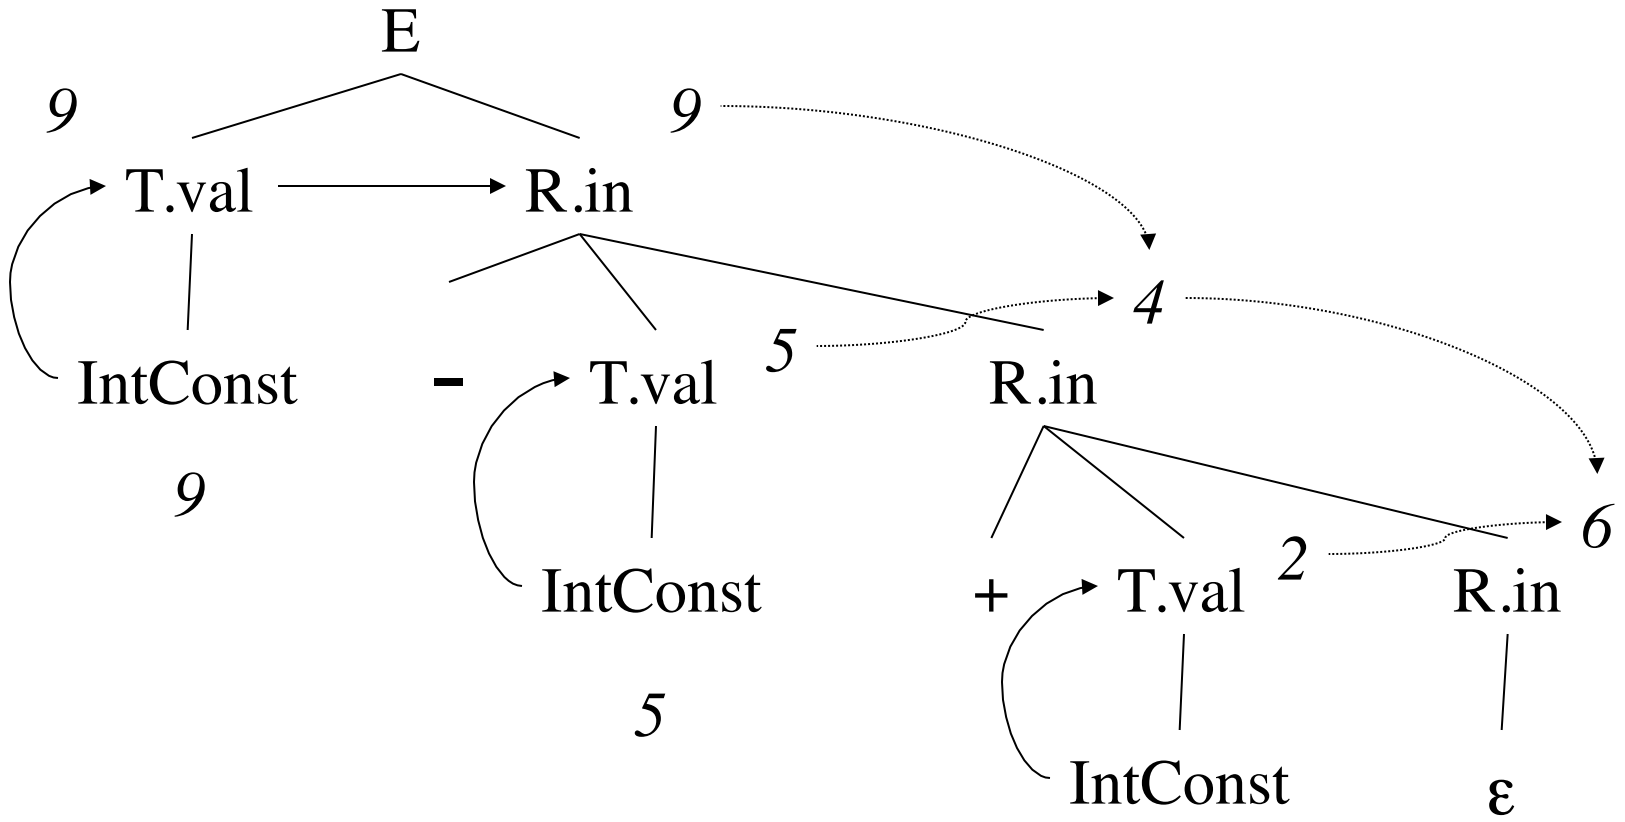 E
9 9
T.val R.in
4
5
IntConst - T.val R.in
9
6
2
IntConst + T.val R.in
5
IntConst ε